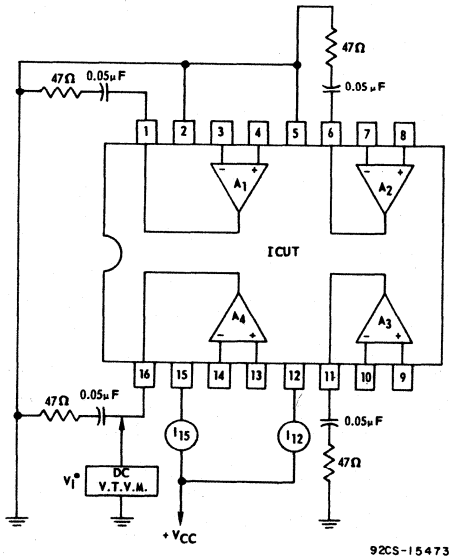 47Ω
0.05µF
47Ω
0.05µF
1 2 3 4 5 6 7 8
- + - +
A1 A2
ICUT
A4 A3
- + - +
16 15 14 13 12 11 10 9
47Ω
0.05µF
I15 I12
0.05µF
47Ω
V1*
DC
V.T.V.M.
+ VCC
92CS-15473